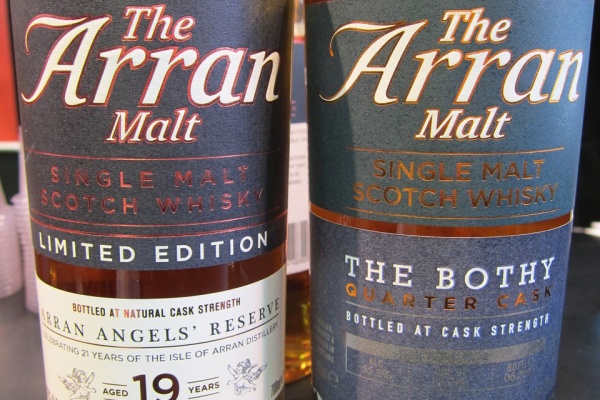 The
Arran
Malt
SINGLE MALT
SCOTCH WHISKY
LIMITED EDITION
BOTTLED AT NATURAL CASK STRENGTH
ARRAN ANGELS' RESERVE
CELEBRATING 21 YEARS OF THE ISLE OF ARRAN DISTILLERY
AGED 19 YEARS
The
Arran
Malt
SINGLE MALT
SCOTCH WHISKY
THE BOTHY
QUARTER CASK
BOTTLED AT CASK STRENGTH